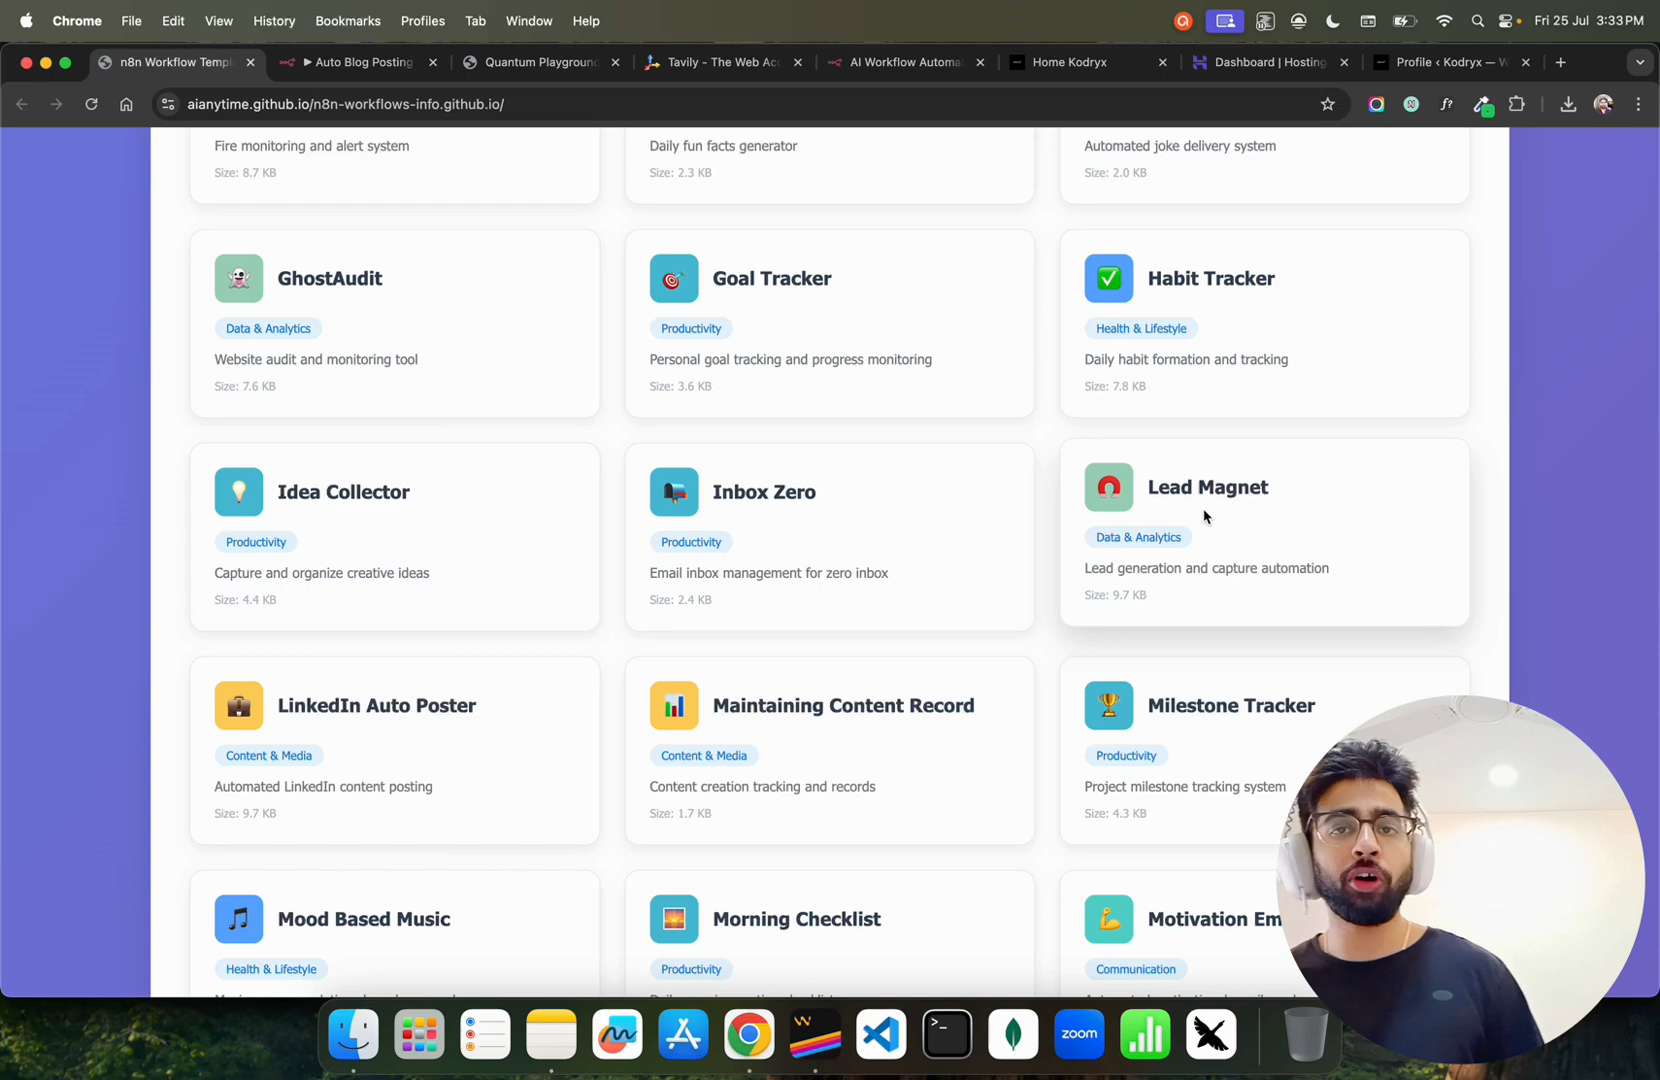 Chrome File Edit View History Bookmarks Profiles Tab Window Help
Fri 25 Jul 3:33 PM
n8n Workflow Templ
Auto Blog Posting
Quantum Playground
Tavily - The Web Acc
AI Workflow Automat
Home Kodryx
Dashboard | Hosting
Profile ‹ Kodryx — W
aianytime.github.io/n8n-workflows-info.github.io/
f?
Fire monitoring and alert system
Size: 8.7 KB
Daily fun facts generator
Size: 2.3 KB
Automated joke delivery system
Size: 2.0 KB
GhostAudit
Data & Analytics
Website audit and monitoring tool
Size: 7.6 KB
Goal Tracker
Productivity
Personal goal tracking and progress monitoring
Size: 3.6 KB
Habit Tracker
Health & Lifestyle
Daily habit formation and tracking
Size: 7.8 KB
Idea Collector
Productivity
Capture and organize creative ideas
Size: 4.4 KB
Inbox Zero
Productivity
Email inbox management for zero inbox
Size: 2.4 KB
Lead Magnet
Data & Analytics
Lead generation and capture automation
Size: 9.7 KB
LinkedIn Auto Poster
Content & Media
Automated LinkedIn content posting
Size: 9.7 KB
Maintaining Content Record
Content & Media
Content creation tracking and records
Size: 1.7 KB
Milestone Tracker
Productivity
Project milestone tracking system
Size: 4.3 KB
Mood Based Music
Health & Lifestyle
Morning Checklist
Productivity
Motivation Em
Communication
zoom